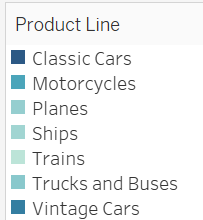 Product Line
Classic Cars
Motorcycles
Planes
Ships
Trains
Trucks and Buses
Vintage Cars